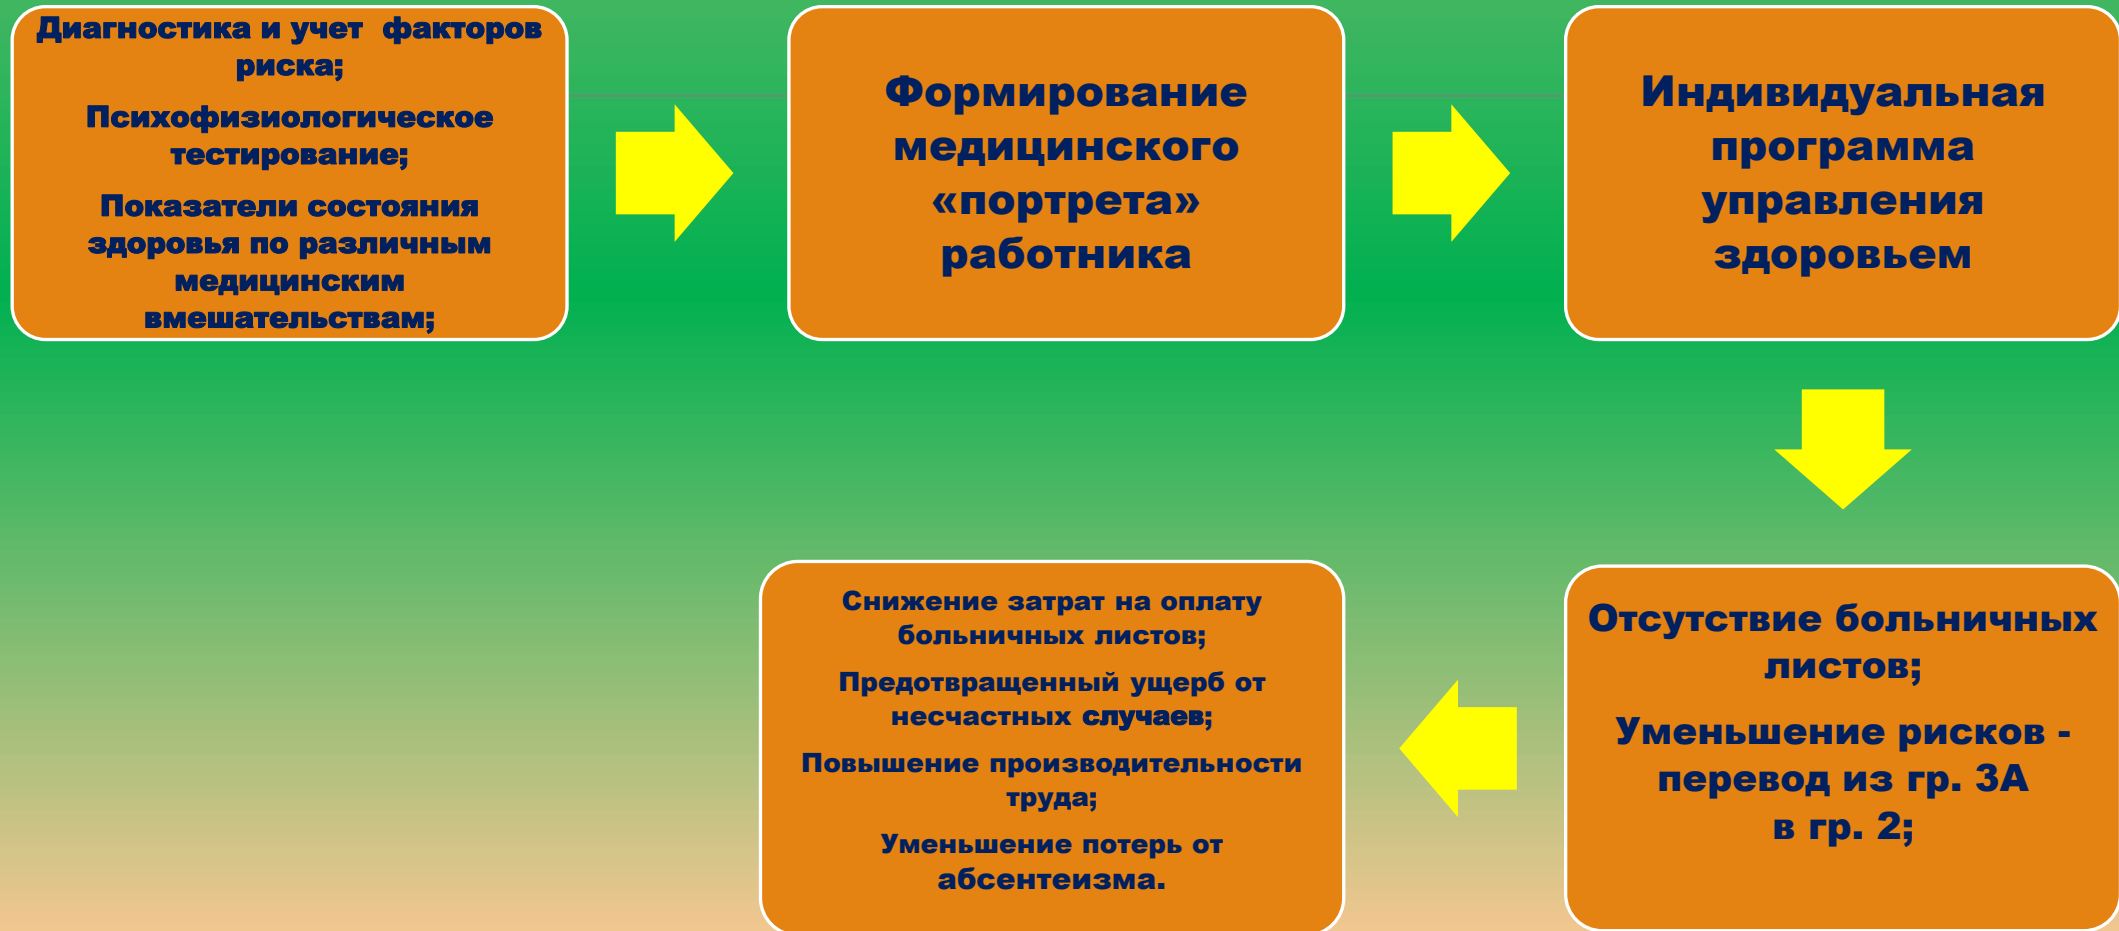 Диагностика и учет факторов
риска;
Психофизиологическое
тестирование;
Показатели состояния
здоровья по различным
медицинским
вмешательствам;
Формирование
медицинского
«портрета»
работника
Индивидуальная
программа
управления
здоровьем
Отсутствие больничных
листов;
Уменьшение рисков -
перевод из гр. 3А
в гр. 2;
Снижение затрат на оплату
больничных листов;
Предотвращенный ущерб от
несчастных случаев;
Повышение производительности
труда;
Уменьшение потерь от
абсентеизма.